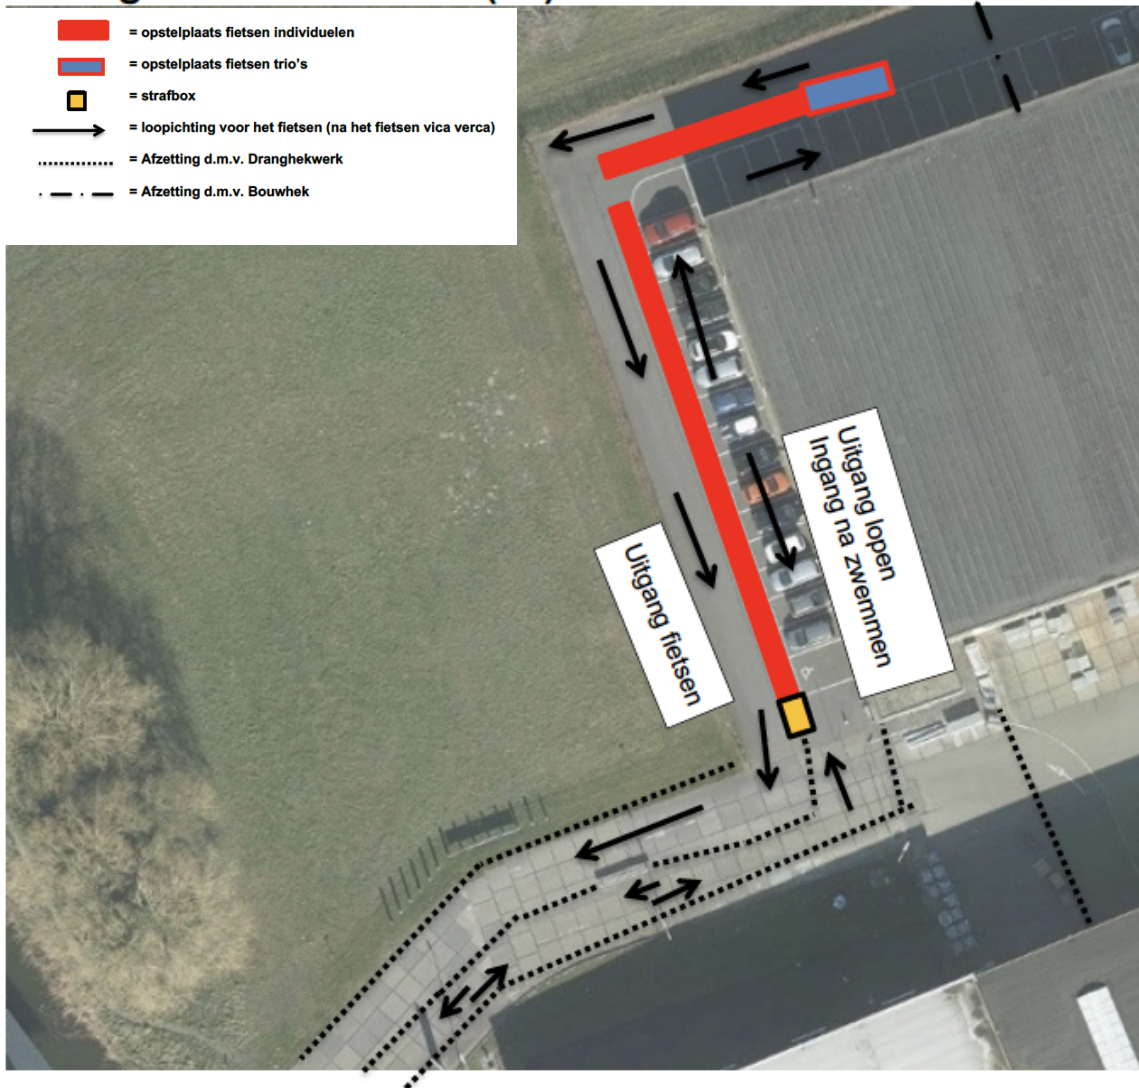 = opstelplaats fietsen individuelen
= opstelplaats fietsen trio's
= strafbox
= loopichting voor het fietsen (na het fietsen vica verca)
= Afzetting d.m.v. Dranghekwerk
= Afzetting d.m.v. Bouwhek
Uitgang lopen
Ingang na zwemmen
Uitgang fietsen